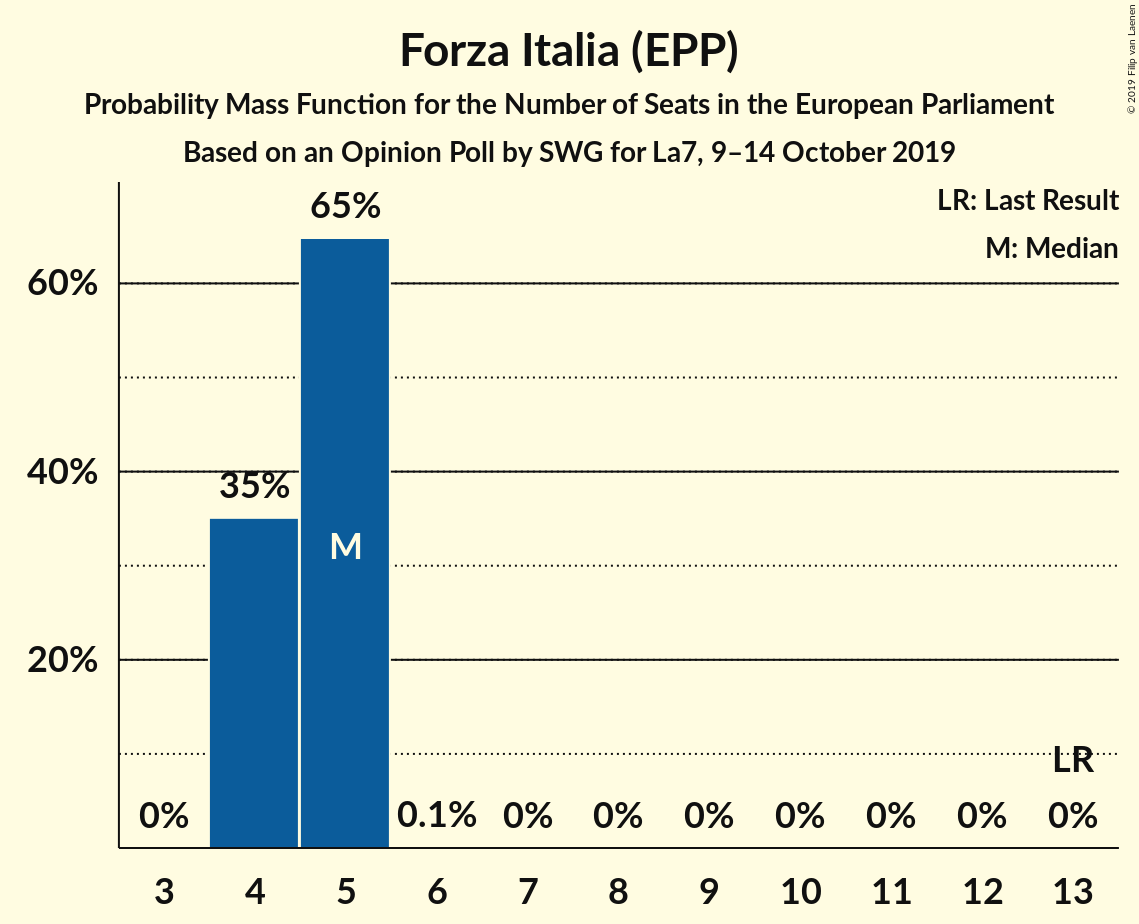 Forza Italia (EPP)
Probability Mass Function for the Number of Seats in the European Parliament
Based on an Opinion Poll by SWG for La7, 9–14 October 2019
© 2019 Filip van Laenen
LR: Last Result
M: Median
65%
60%
40%
35%
M
20%
LR
0% 0.1% 0% 0% 0% 0% 0% 0% 0%
3 4 5 6 7 8 9 10 11 12 13